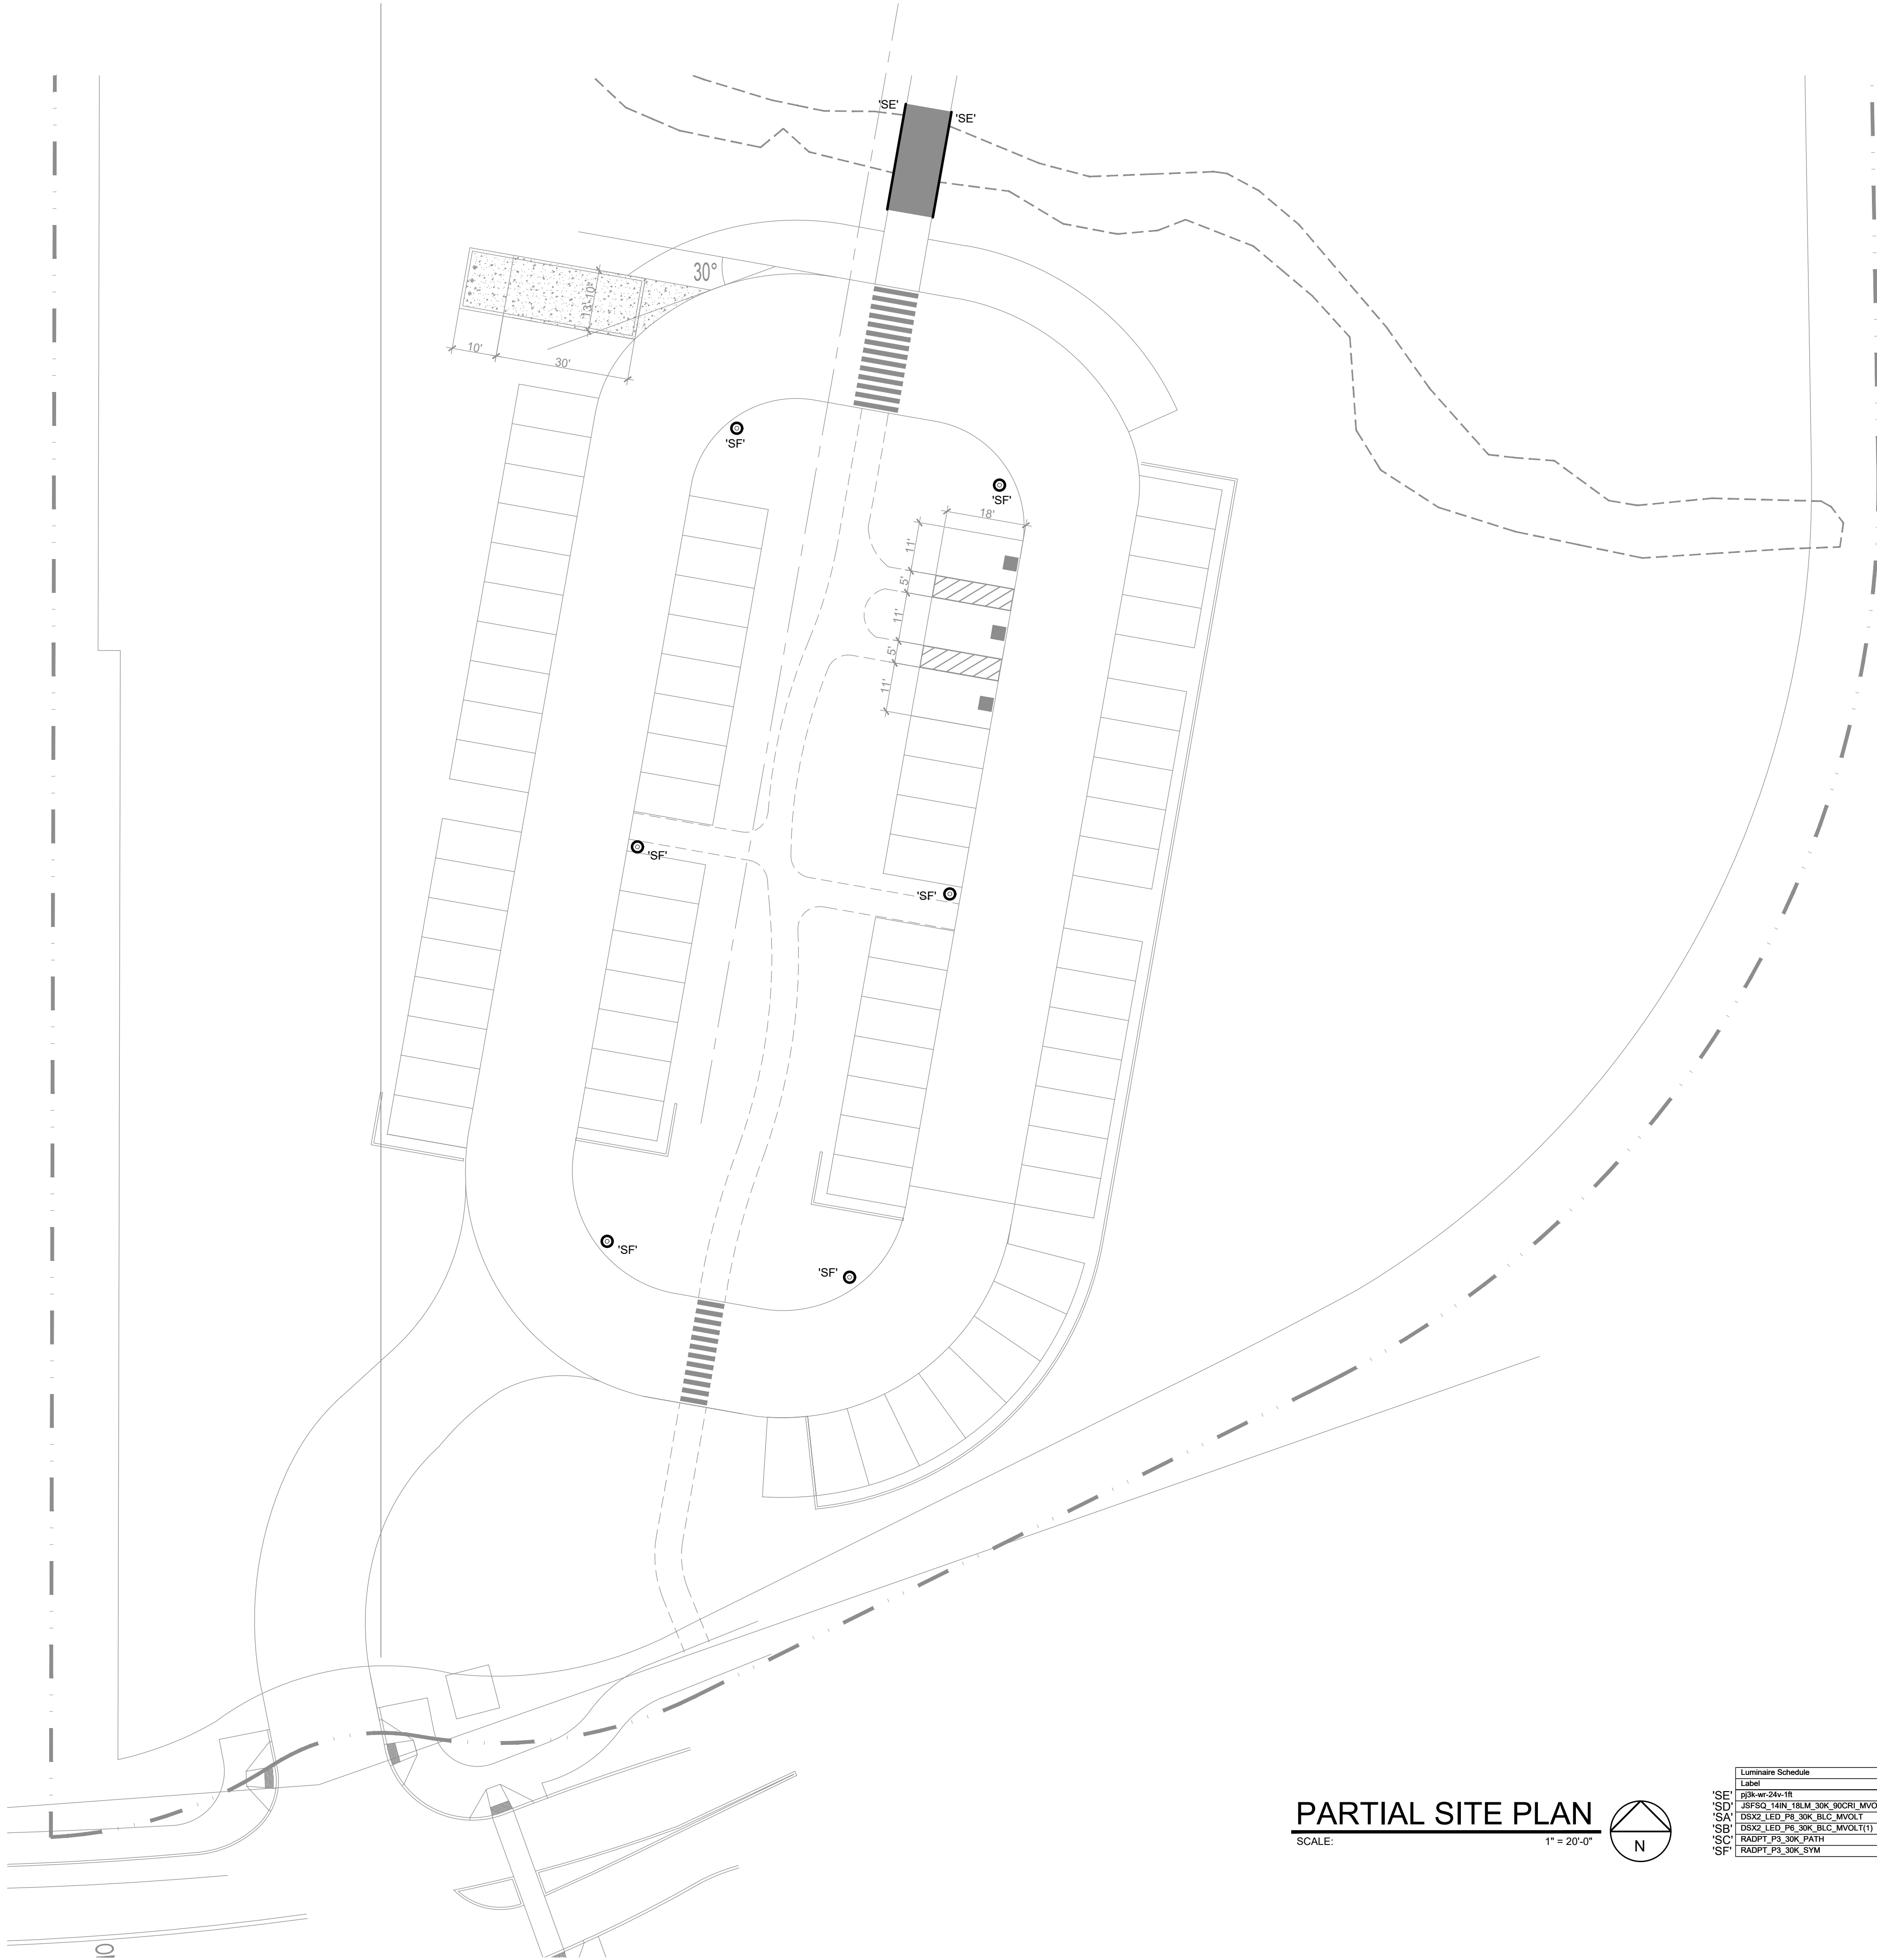 'SE'
'SE'
30°
13'-10"
10'
30'
'SF'
'SF'
18'
11'
5'
11'
5'
11'
'SF'
'SF'
'SF'
'SF'
PARTIAL SITE PLAN
SCALE: 1" = 20'-0"
N
Luminaire Schedule
Label
'SE' pj3k-wr-24v-1ft
'SD' JSFSQ_14IN_18LM_30K_90CRI_MVO
'SA' DSX2_LED_P8_30K_BLC_MVOLT
'SB' DSX2_LED_P6_30K_BLC_MVOLT(1)
'SC' RADPT_P3_30K_PATH
'SF' RADPT_P3_30K_SYM